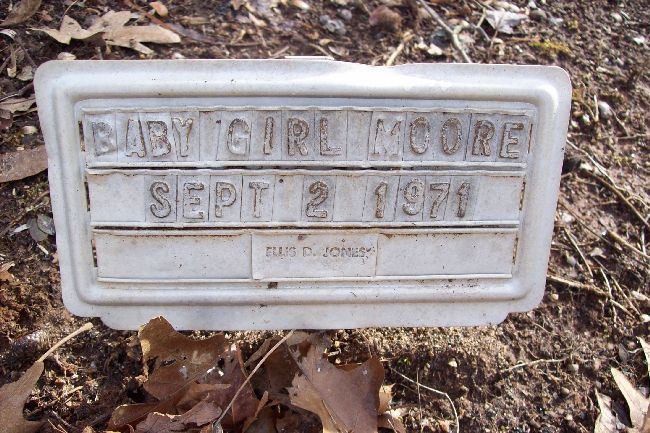 BABY GIRL MOORE
SEPT 2 1971
ELLIS D. JONES